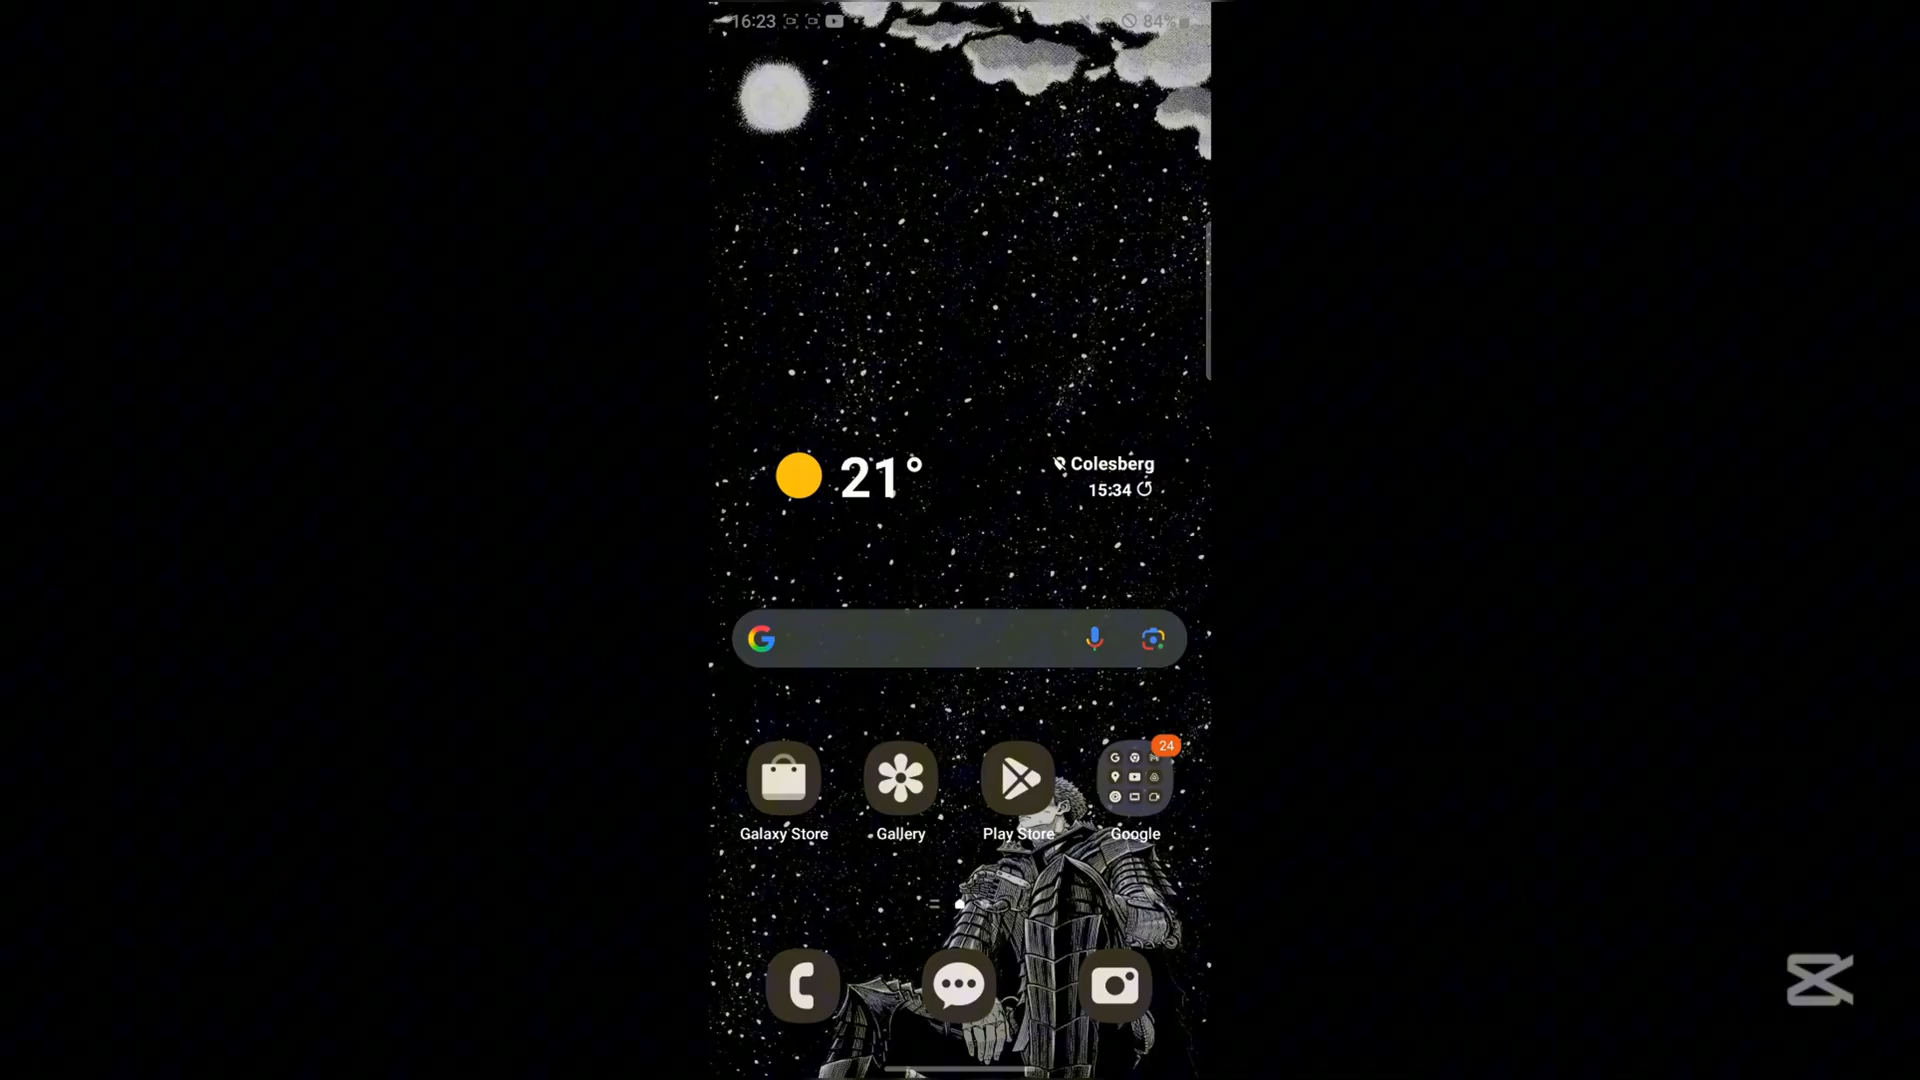 16:23
84%
21°
Colesberg
15:34
24
Galaxy Store
Gallery
Play Store
Google